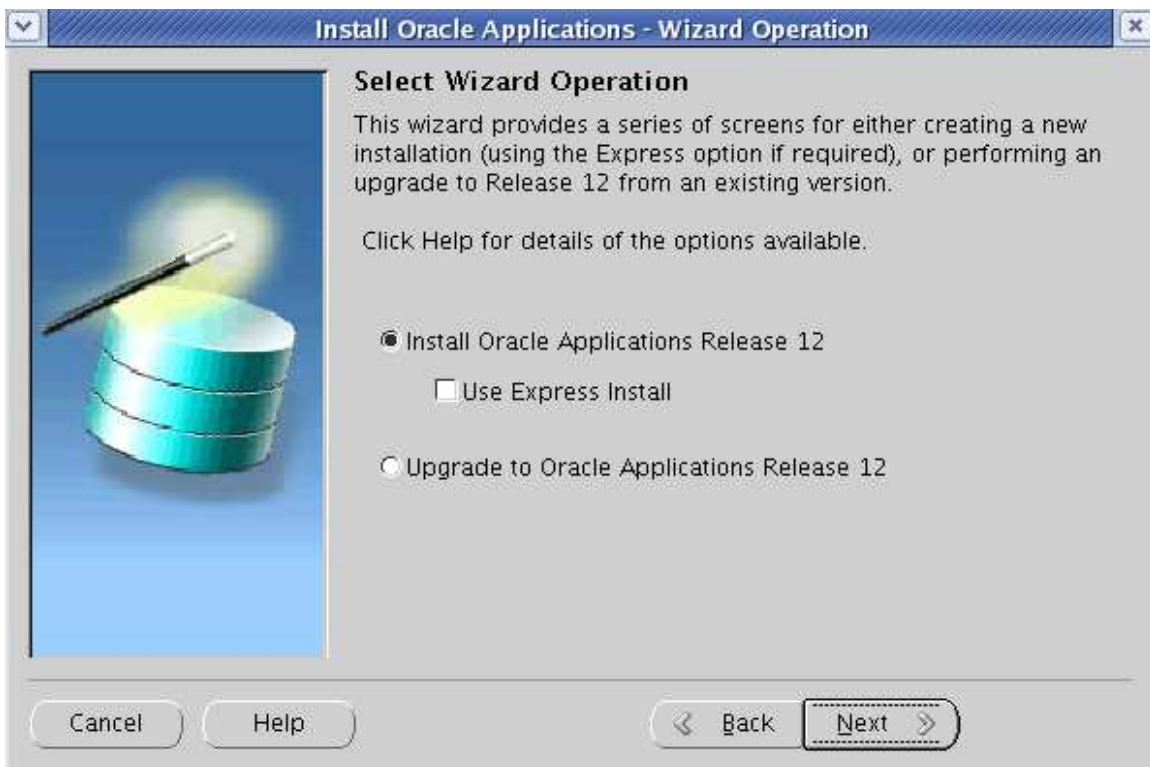 Install Oracle Applications - Wizard Operation
Select Wizard Operation
This wizard provides a series of screens for either creating a new
installation (using the Express option if required), or performing an
upgrade to Release 12 from an existing version.
Click Help for details of the options available.
Install Oracle Applications Release 12
Use Express Install
Upgrade to Oracle Applications Release 12
Cancel Help Back Next